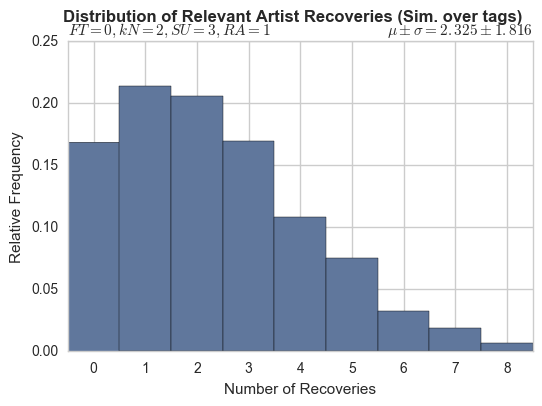 Distribution of Relevant Artist Recoveries (Sim. over tags)
FT = 0, kN = 2, SU = 3, RA = 1 μ ± σ = 2.325 ± 1.816
0.25
0.20
0.15
0.10
0.05
0.00
Relative Frequency
0 1 2 3 4 5 6 7 8
Number of Recoveries